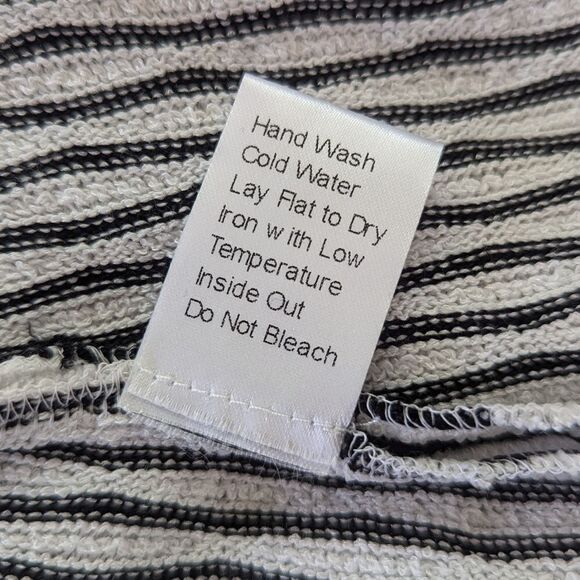 Hand Wash
Cold Water
Lay Flat to Dry
Iron with Low
Temperature
Inside Out
Do Not Bleach